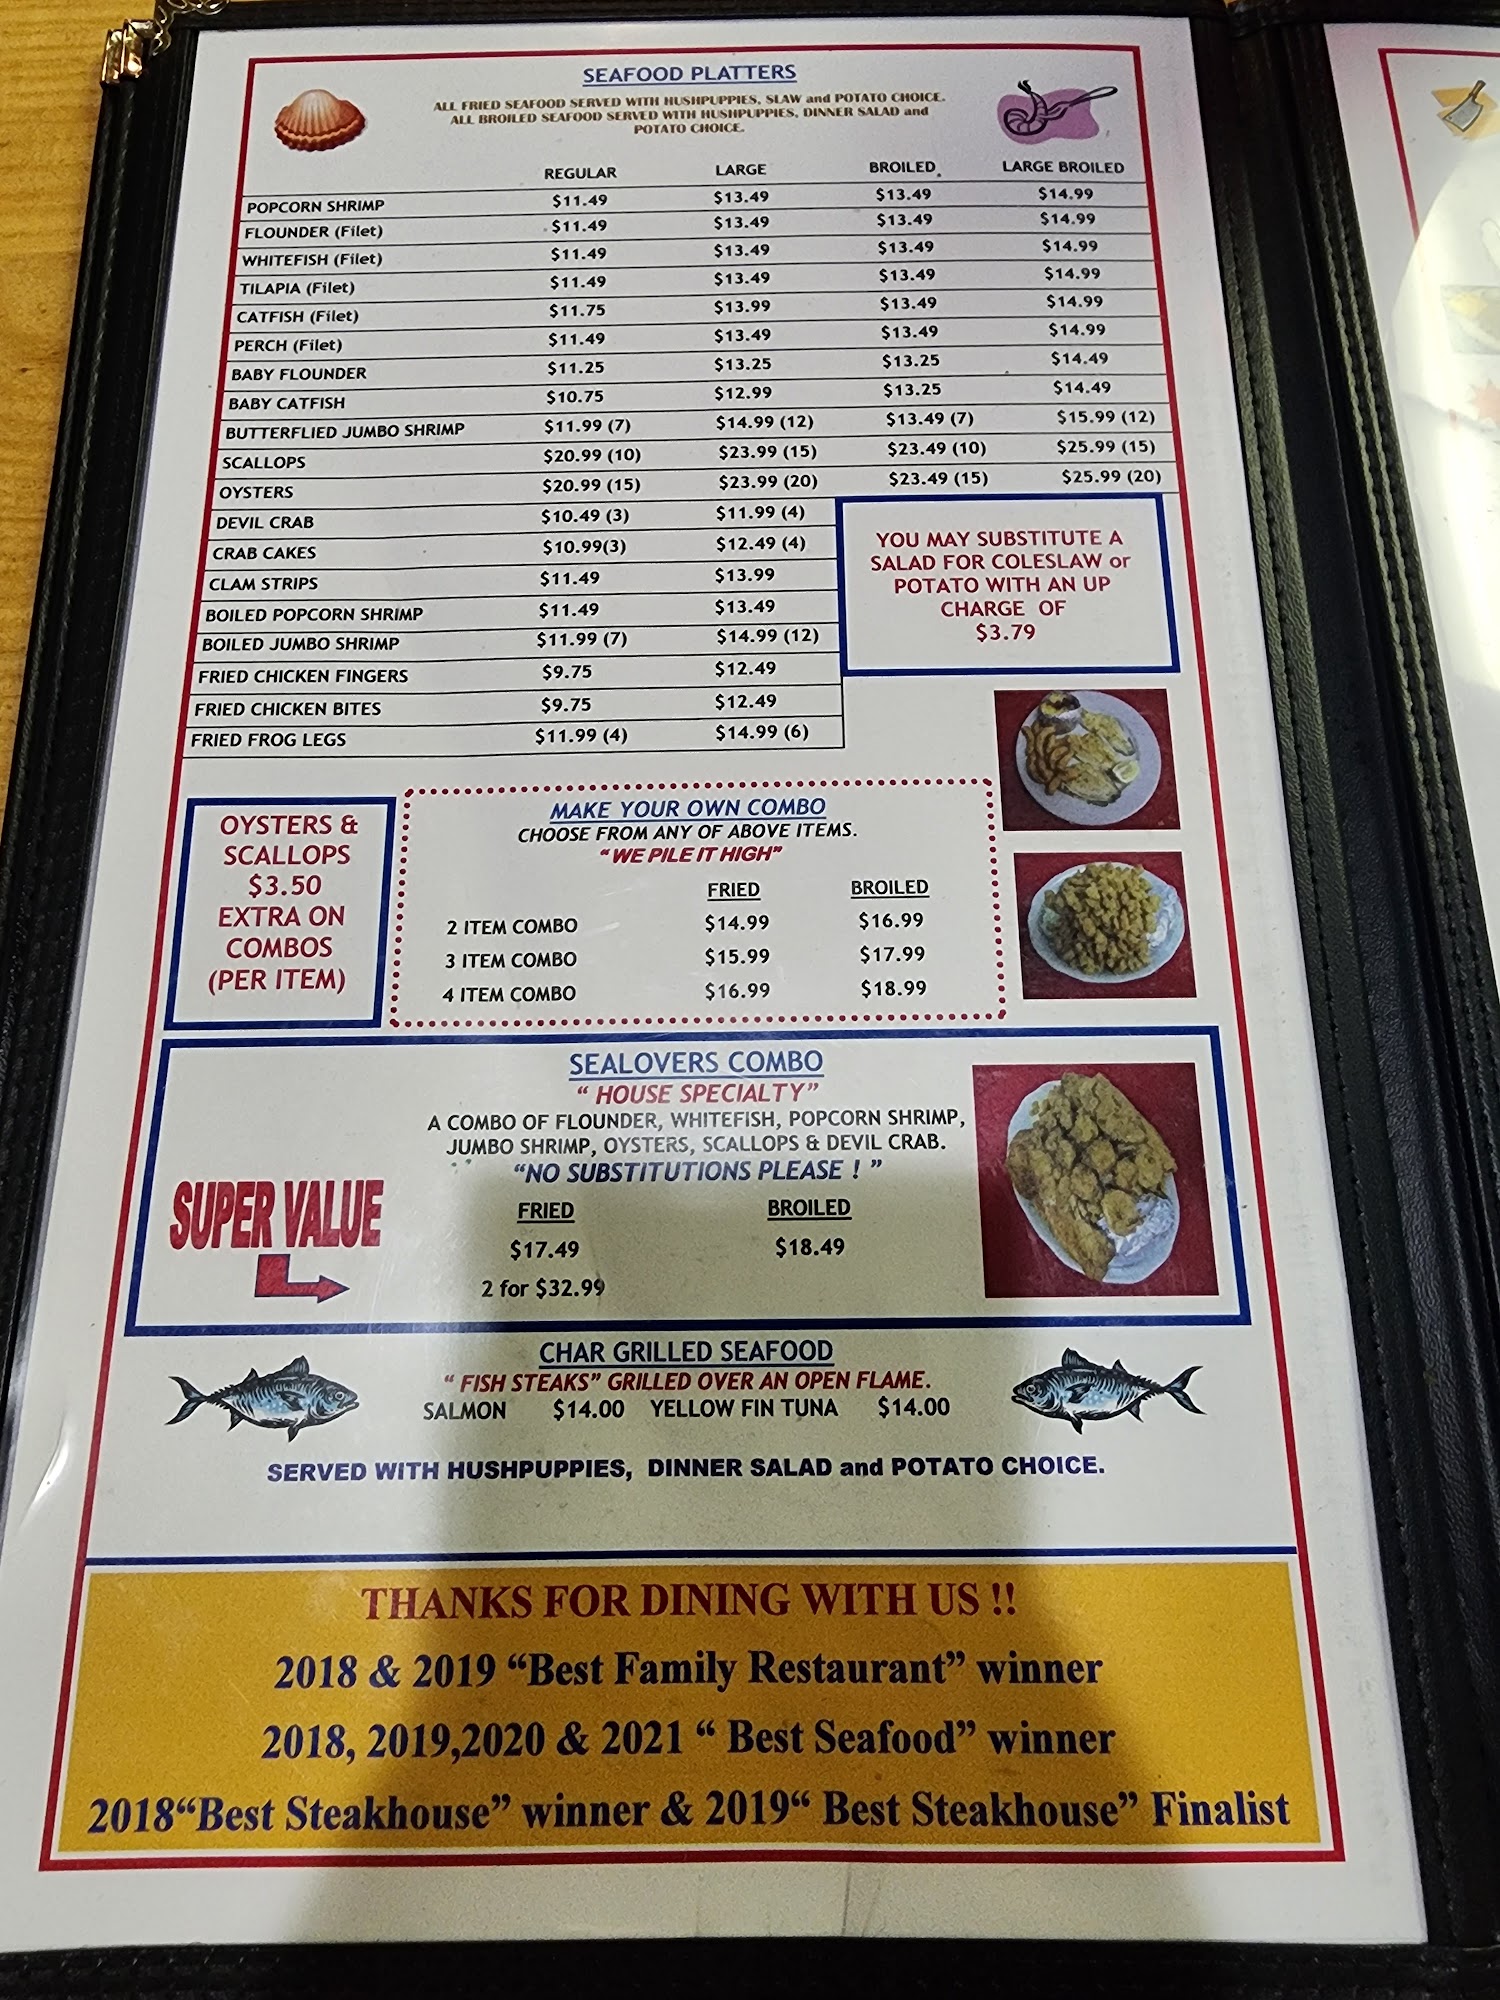 SEAFOOD PLATTERS
ALL FRIED SEAFOOD SERVED WITH HUSHPUPPIES, SLAW and POTATO CHOICE.
ALL BROILED SEAFOOD SERVED WITH HUSHPUPPIES, DINNER SALAD and
POTATO CHOICE.
REGULAR LARGE BROILED LARGE BROILED
POPCORN SHRIMP $11.49 $13.49 $13.49 $14.99
FLOUNDER (Filet) $11.49 $13.49 $13.49 $14.99
WHITEFISH (Filet) $11.49 $13.49 $13.49 $14.99
TILAPIA (Filet) $11.49 $13.49 $13.49 $14.99
CATFISH (Filet) $11.75 $13.99 $13.49 $14.99
PERCH (Filet) $11.49 $13.49 $13.49 $14.99
BABY FLOUNDER $11.25 $13.25 $13.25 $14.49
BABY CATFISH $10.75 $12.99 $13.25 $14.49
BUTTERFLIED JUMBO SHRIMP $11.99 (7) $14.99 (12) $13.49 (7) $15.99 (12)
SCALLOPS $20.99 (10) $23.99 (15) $23.49 (10) $25.99 (15)
OYSTERS $20.99 (15) $23.99 (20) $23.49 (15) $25.99 (20)
DEVIL CRAB $10.49 (3) $11.99 (4)
CRAB CAKES $10.99(3) $12.49 (4)
CLAM STRIPS $11.49 $13.99
BOILED POPCORN SHRIMP $11.49 $13.49
BOILED JUMBO SHRIMP $11.99 (7) $14.99 (12)
FRIED CHICKEN FINGERS $9.75 $12.49
FRIED CHICKEN BITES $9.75 $12.49
FRIED FROG LEGS $11.99 (4) $14.99 (6)
YOU MAY SUBSTITUTE A
SALAD FOR COLESLAW or
POTATO WITH AN UP
CHARGE OF
$3.79
OYSTERS &
SCALLOPS
$3.50
EXTRA ON
COMBOS
(PER ITEM)
MAKE YOUR OWN COMBO
CHOOSE FROM ANY OF ABOVE ITEMS.
"WE PILE IT HIGH"
FRIED BROILED
2 ITEM COMBO $14.99 $16.99
3 ITEM COMBO $15.99 $17.99
4 ITEM COMBO $16.99 $18.99
SEALOVERS COMBO
" HOUSE SPECIALTY"
A COMBO OF FLOUNDER, WHITEFISH, POPCORN SHRIMP,
JUMBO SHRIMP, OYSTERS, SCALLOPS & DEVIL CRAB.
"NO SUBSTITUTIONS PLEASE ! "
SUPER VALUE
FRIED BROILED
$17.49 $18.49
2 for $32.99
CHAR GRILLED SEAFOOD
" FISH STEAKS" GRILLED OVER AN OPEN FLAME.
SALMON $14.00 YELLOW FIN TUNA $14.00
SERVED WITH HUSHPUPPIES, DINNER SALAD and POTATO CHOICE.
THANKS FOR DINING WITH US !!
2018 & 2019 “Best Family Restaurant” winner
2018, 2019,2020 & 2021 “ Best Seafood” winner
2018“Best Steakhouse” winner & 2019“ Best Steakhouse” Finalist